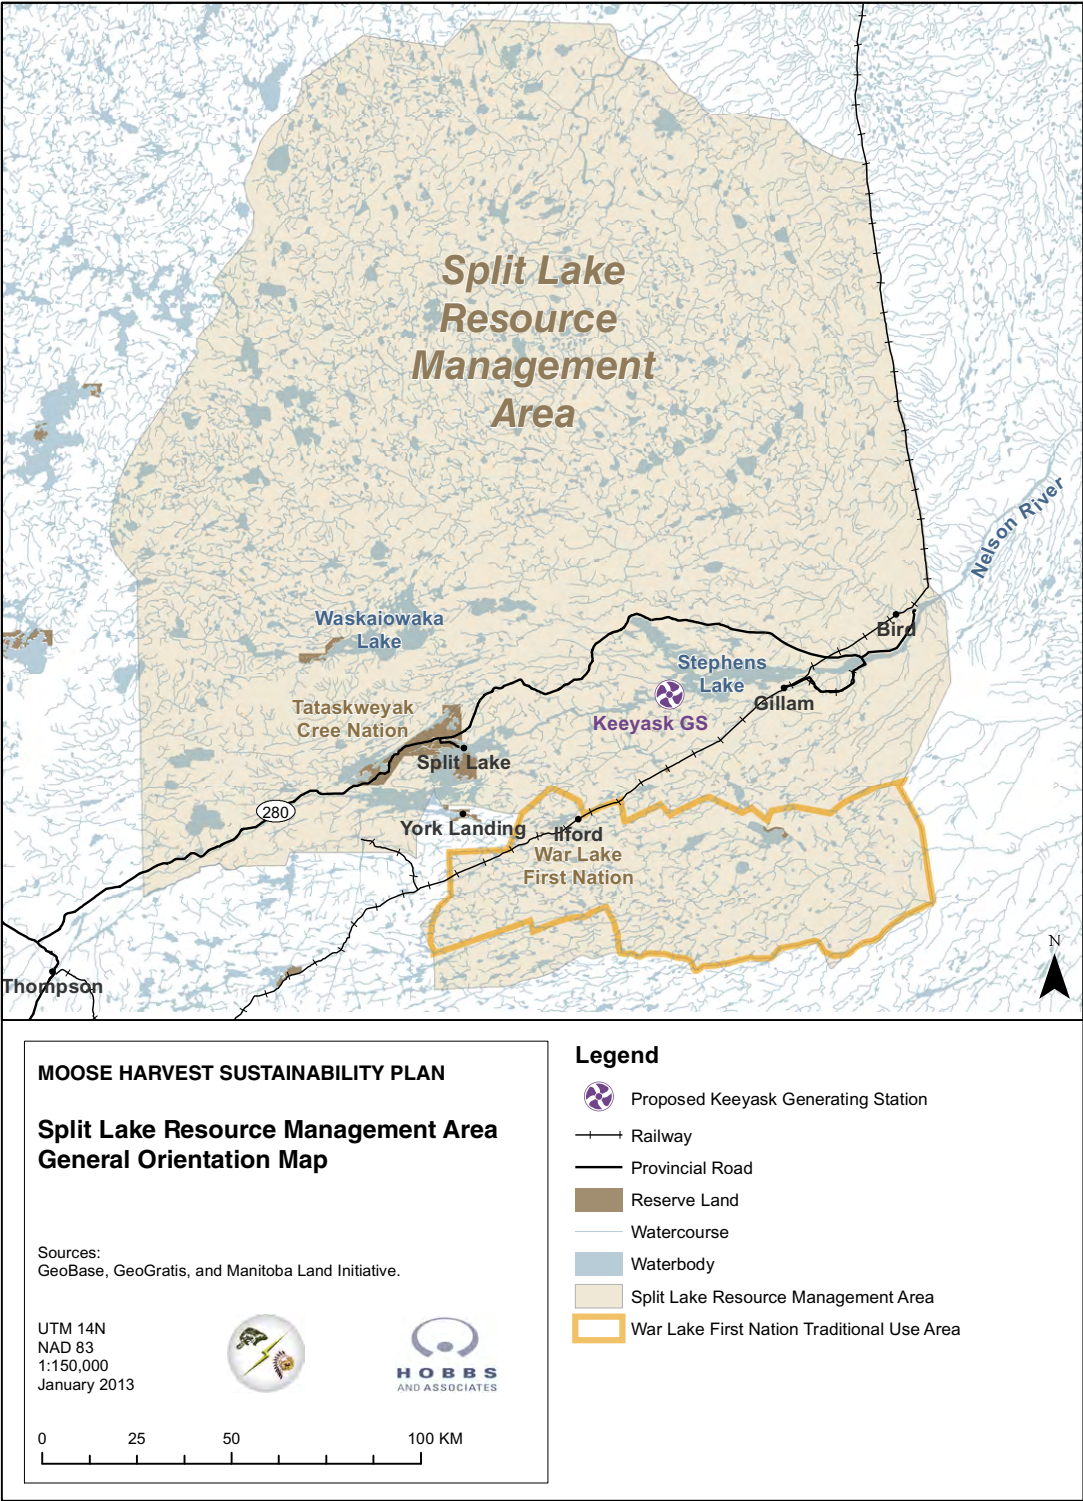 Split Lake
Resource
Management
Area
Nelson River
Waskaiowaka
Lake
Bird
Stephens
Lake
Gillam
Keeyask GS
Tataskweyak
Cree Nation
Split Lake
280
York Landing
Ilford
War Lake
First Nation
Thompson
N
MOOSE HARVEST SUSTAINABILITY PLAN
Split Lake Resource Management Area
General Orientation Map
Sources:
GeoBase, GeoGratis, and Manitoba Land Initiative.
UTM 14N
NAD 83
1:150,000
January 2013
HOBBS
AND ASSOCIATES
0 25 50 100 KM
Legend
Proposed Keeyask Generating Station
Railway
Provincial Road
Reserve Land
Watercourse
Waterbody
Split Lake Resource Management Area
War Lake First Nation Traditional Use Area